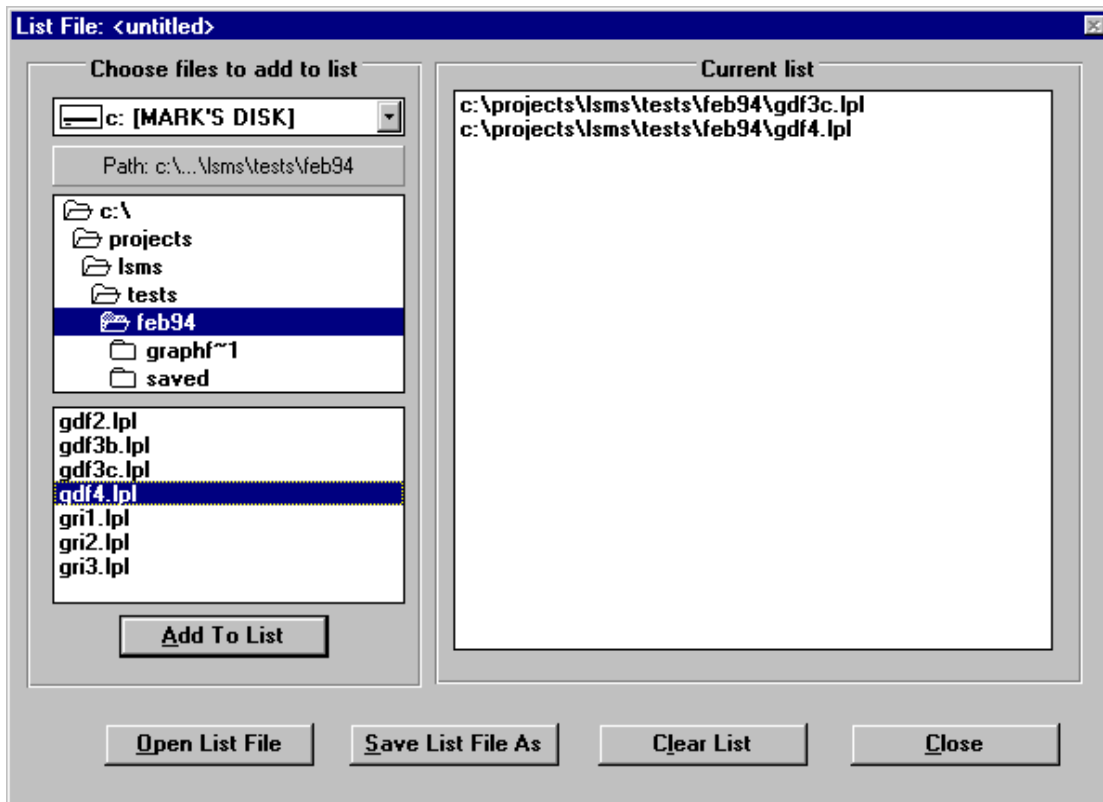 List File: <untitled>
Choose files to add to list
c: [MARK'S DISK]
Path: c:\...\lsms\tests\feb94
c:\
projects
lsms
tests
feb94
graphf~1
saved
gdf2.lpl
gdf3b.lpl
gdf3c.lpl
gdf4.lpl
gri1.lpl
gri2.lpl
gri3.lpl
Add To List
Current list
c:\projects\lsms\tests\feb94\gdf3c.lpl
c:\projects\lsms\tests\feb94\gdf4.lpl
Open List File
Save List File As
Clear List
Close